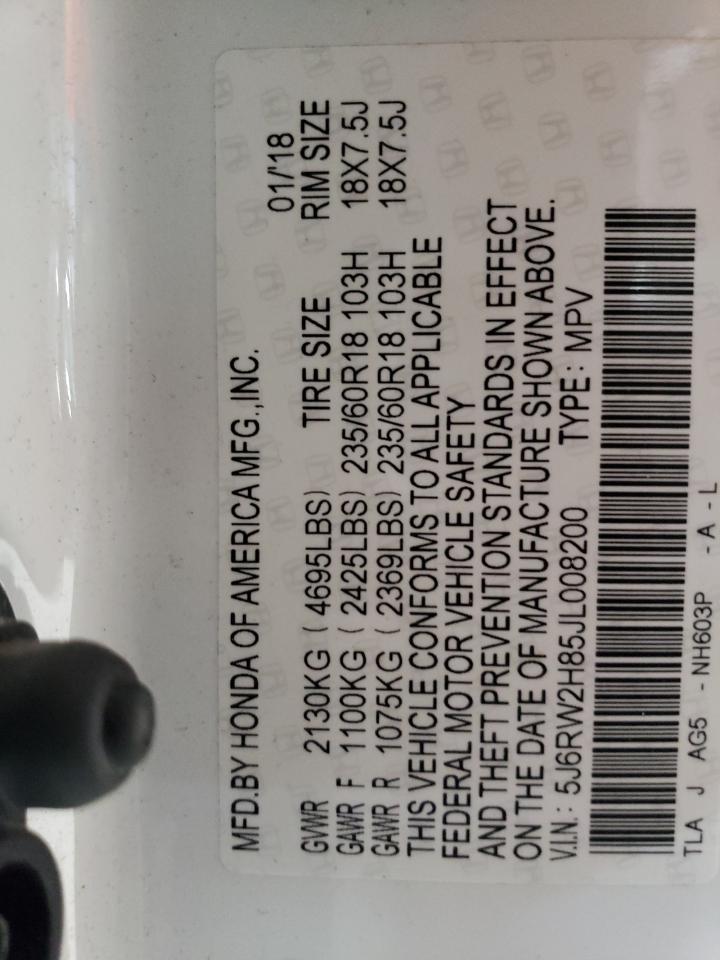 MFD.BY HONDA OF AMERICA MFG.,INC.
01/'18
GVWR 2130KG ( 4695LBS) TIRE SIZE RIM SIZE
GAWR F 1100KG ( 2425LBS) 235/60R18 103H 18X7.5J
GAWR R 1075KG ( 2369LBS) 235/60R18 103H 18X7.5J
THIS VEHICLE CONFORMS TO ALL APPLICABLE
FEDERAL MOTOR VEHICLE SAFETY
AND THEFT PREVENTION STANDARDS IN EFFECT
ON THE DATE OF MANUFACTURE SHOWN ABOVE.
V.I.N.: 5J6RW2H85JL008200 TYPE: MPV
TLA J AG5 -NH603P -A-L